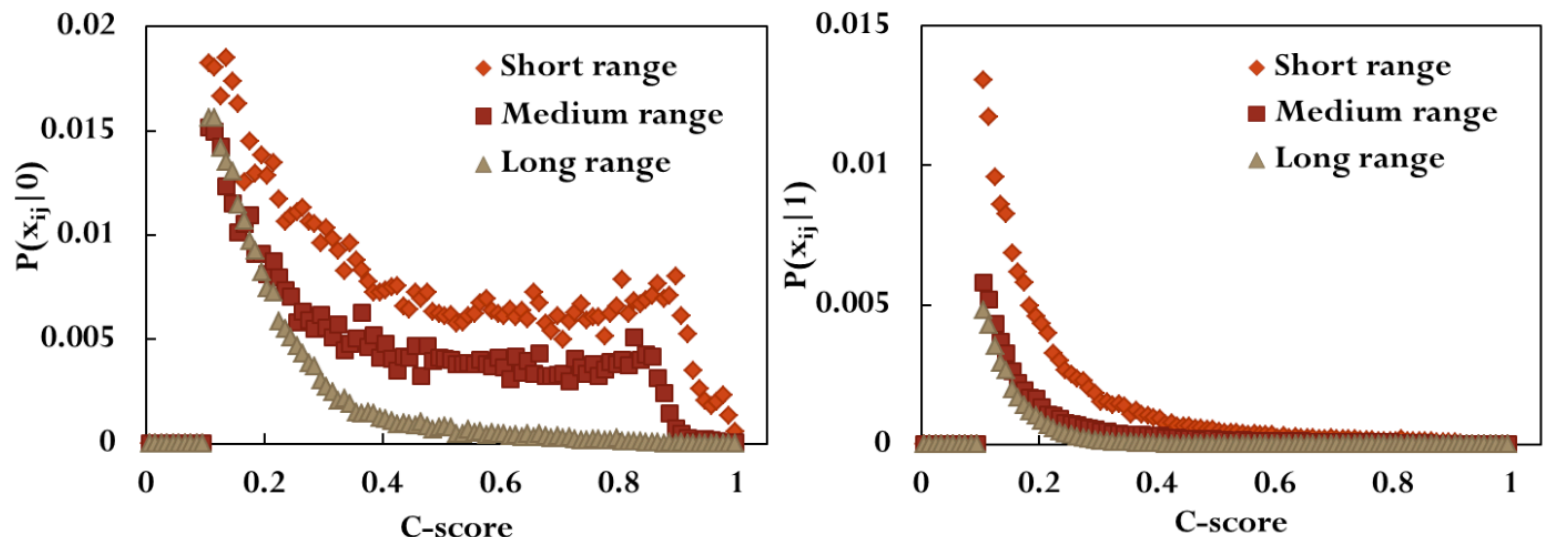 0.02
0.015
0.01
0.005
0
P(xij|0)
Short range
Medium range
Long range
0 0.2 0.4 0.6 0.8 1
C-score
0.015
0.01
0.005
0
P(xij|1)
Short range
Medium range
Long range
0 0.2 0.4 0.6 0.8 1
C-score